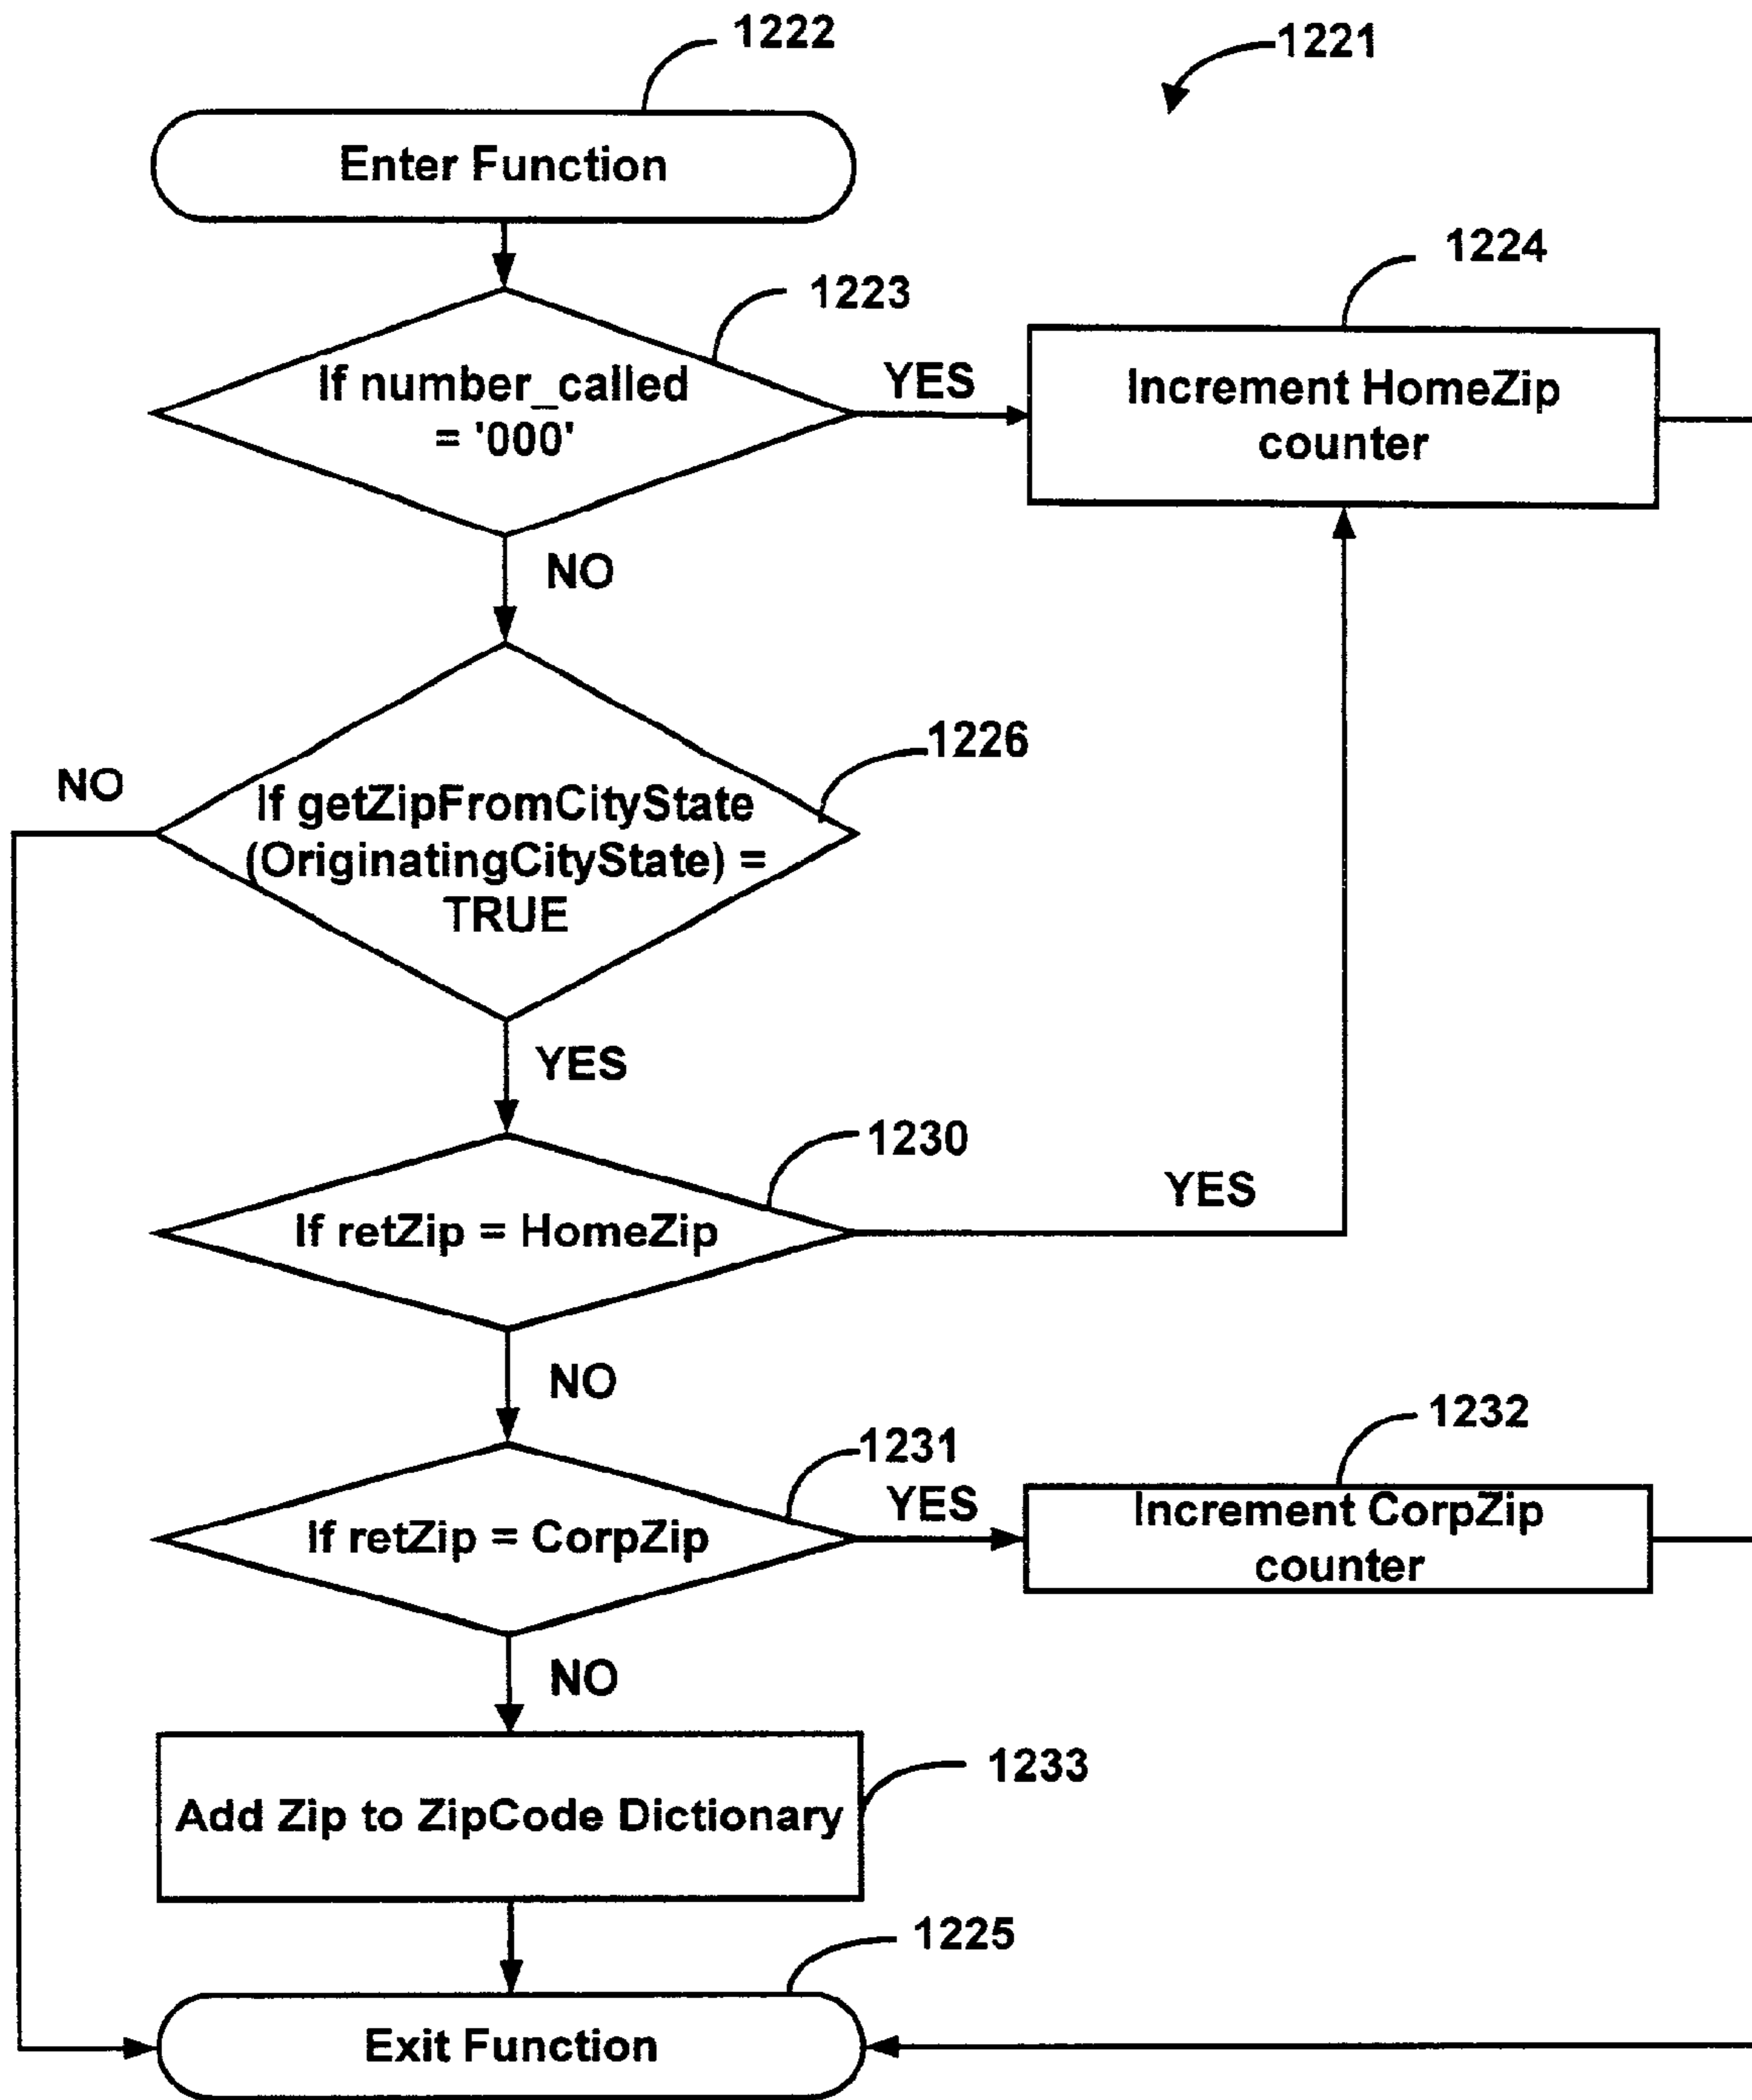 1222
1221
Enter Function
1223
If number_called
= '000'
YES
1224
Increment HomeZip
counter
NO
1226
NO
If getZipFromCityState
(OriginatingCityState) =
TRUE
YES
1230
If retZip = HomeZip
YES
NO
1231
If retZip = CorpZip
YES
1232
Increment CorpZip
counter
NO
1233
Add Zip to ZipCode Dictionary
1225
Exit Function